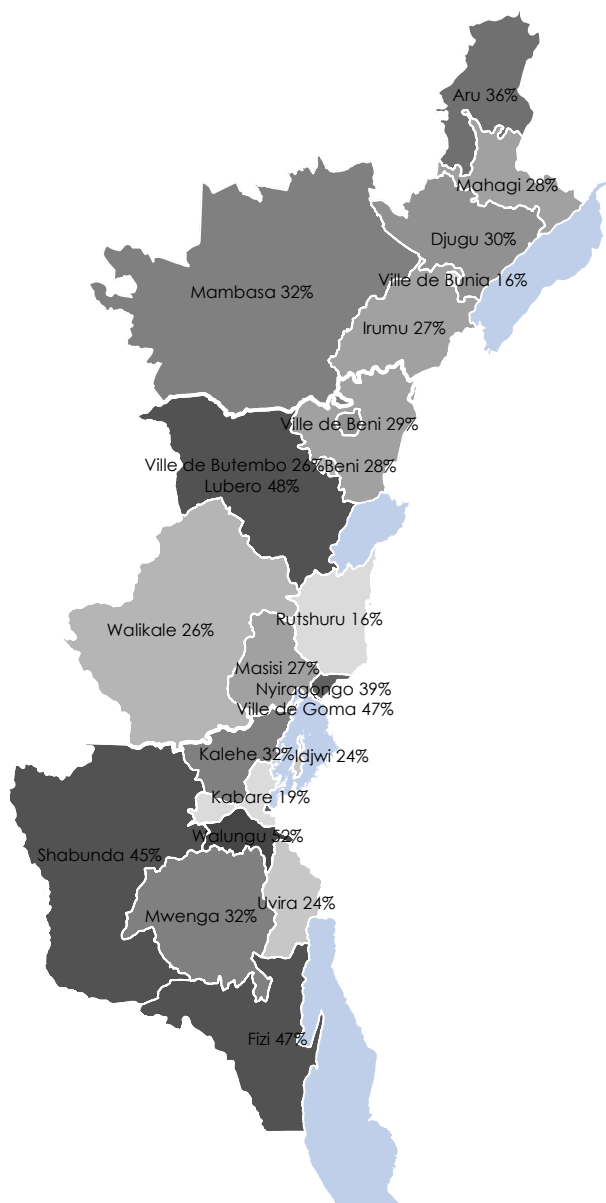 Aru 36%
Mahagi 28%
Djugu 30%
Ville de Bunia 16%
Mambasa 32%
Irumu 27%
Ville de Beni 29%
Ville de Butembo 26%
Beni 28%
Lubero 48%
Rutshuru 16%
Walikale 26%
Masisi 27%
Nyiragongo 39%
Ville de Goma 47%
Kalehe 32%
Idjwi 24%
Kabare 19%
Walungu 52%
Shabunda 45%
Uvira 24%
Mwenga 32%
Fizi 47%